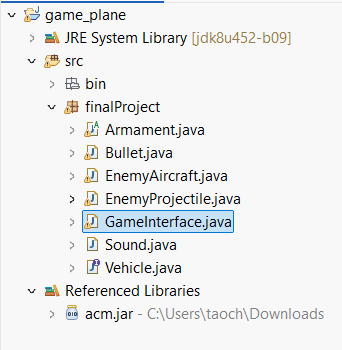 game_plane
JRE System Library [jdk8u452-b09]
src
bin
finalProject
Armament.java
Bullet.java
EnemyAircraft.java
EnemyProjectile.java
GameInterface.java
Sound.java
Vehicle.java
Referenced Libraries
acm.jar - C:\Users\taoch\Downloads